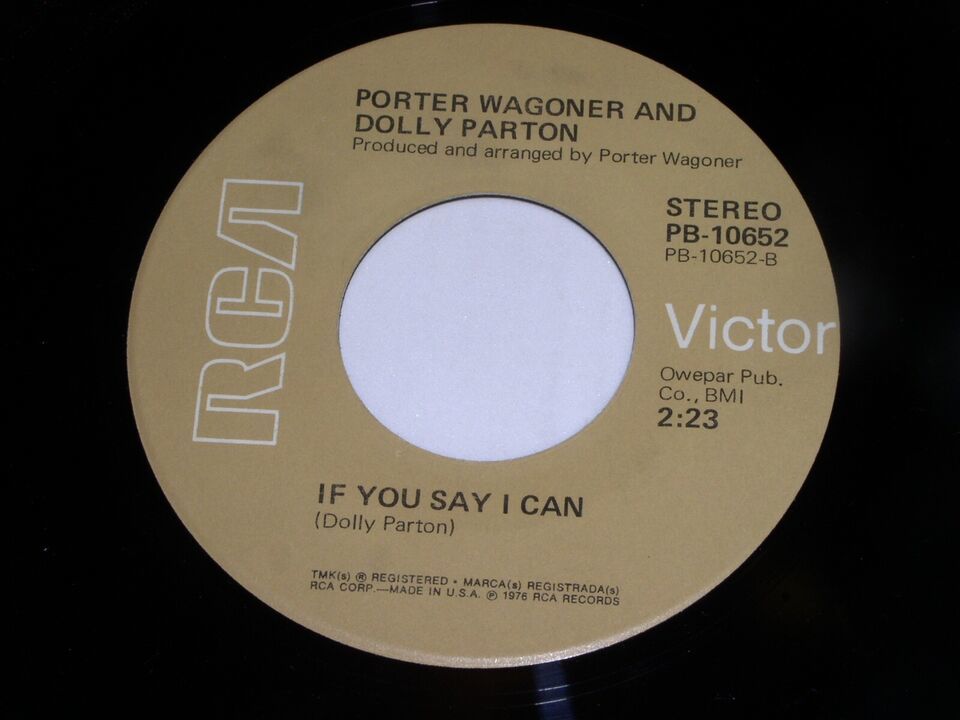 PORTER WAGONER AND
DOLLY PARTON
Produced and arranged by Porter Wagoner
RCA
STEREO
PB-10652
PB-10652-B
Victor
Owepar Pub.
Co., BMI
2:23
IF YOU SAY I CAN
(Dolly Parton)
TMK(s) ® REGISTERED • MARCA(s) REGISTRADA(s)
RCA CORP.—MADE IN U.S.A. ℗ 1976 RCA RECORDS